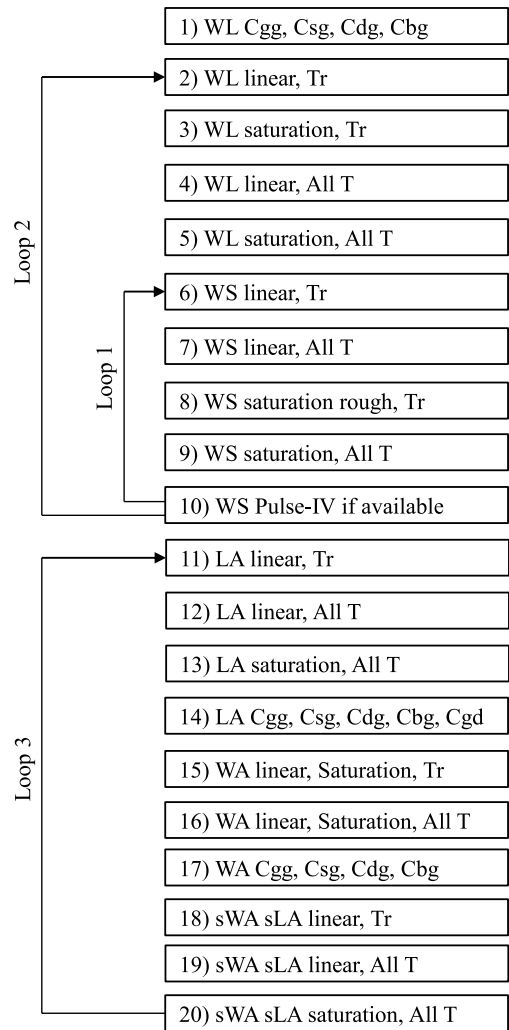 1) WL Cgg, Csg, Cdg, Cbg
2) WL linear, Tr
3) WL saturation, Tr
4) WL linear, All T
5) WL saturation, All T
Loop 2
6) WS linear, Tr
7) WS linear, All T
Loop 1
8) WS saturation rough, Tr
9) WS saturation, All T
10) WS Pulse-IV if available
11) LA linear, Tr
12) LA linear, All T
13) LA saturation, All T
14) LA Cgg, Csg, Cdg, Cbg, Cgd
15) WA linear, Saturation, Tr
Loop 3
16) WA linear, Saturation, All T
17) WA Cgg, Csg, Cdg, Cbg
18) sWA sLA linear, Tr
19) sWA sLA linear, All T
20) sWA sLA saturation, All T